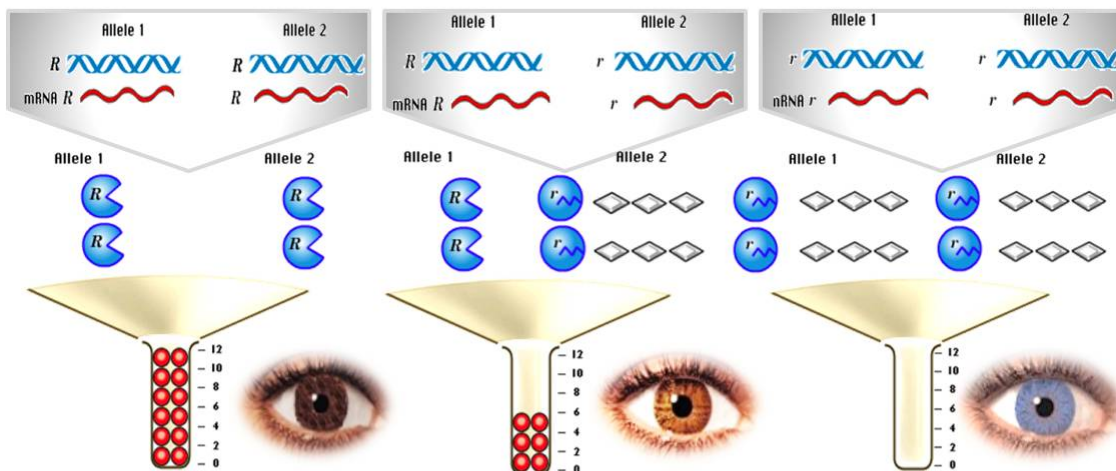 Allele 1 Allele 2 Allele 1 Allele 2 Allele 1 Allele 2
R R R r r r
mRNA R R mRNA R r nRNA r r
Allele 1 Allele 2 Allele 1 Allele 2 Allele 1 Allele 2
R R R r r r
R R R r r r
12 12 12
10 10 10
8 8 8
6 6 6
4 4 4
2 2 2
0 0 0